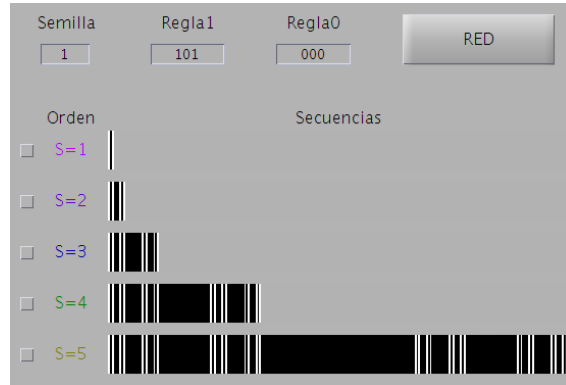 Semilla Regla1 Regla0
1 101 000 RED
Orden Secuencias
S=1
S=2
S=3
S=4
S=5